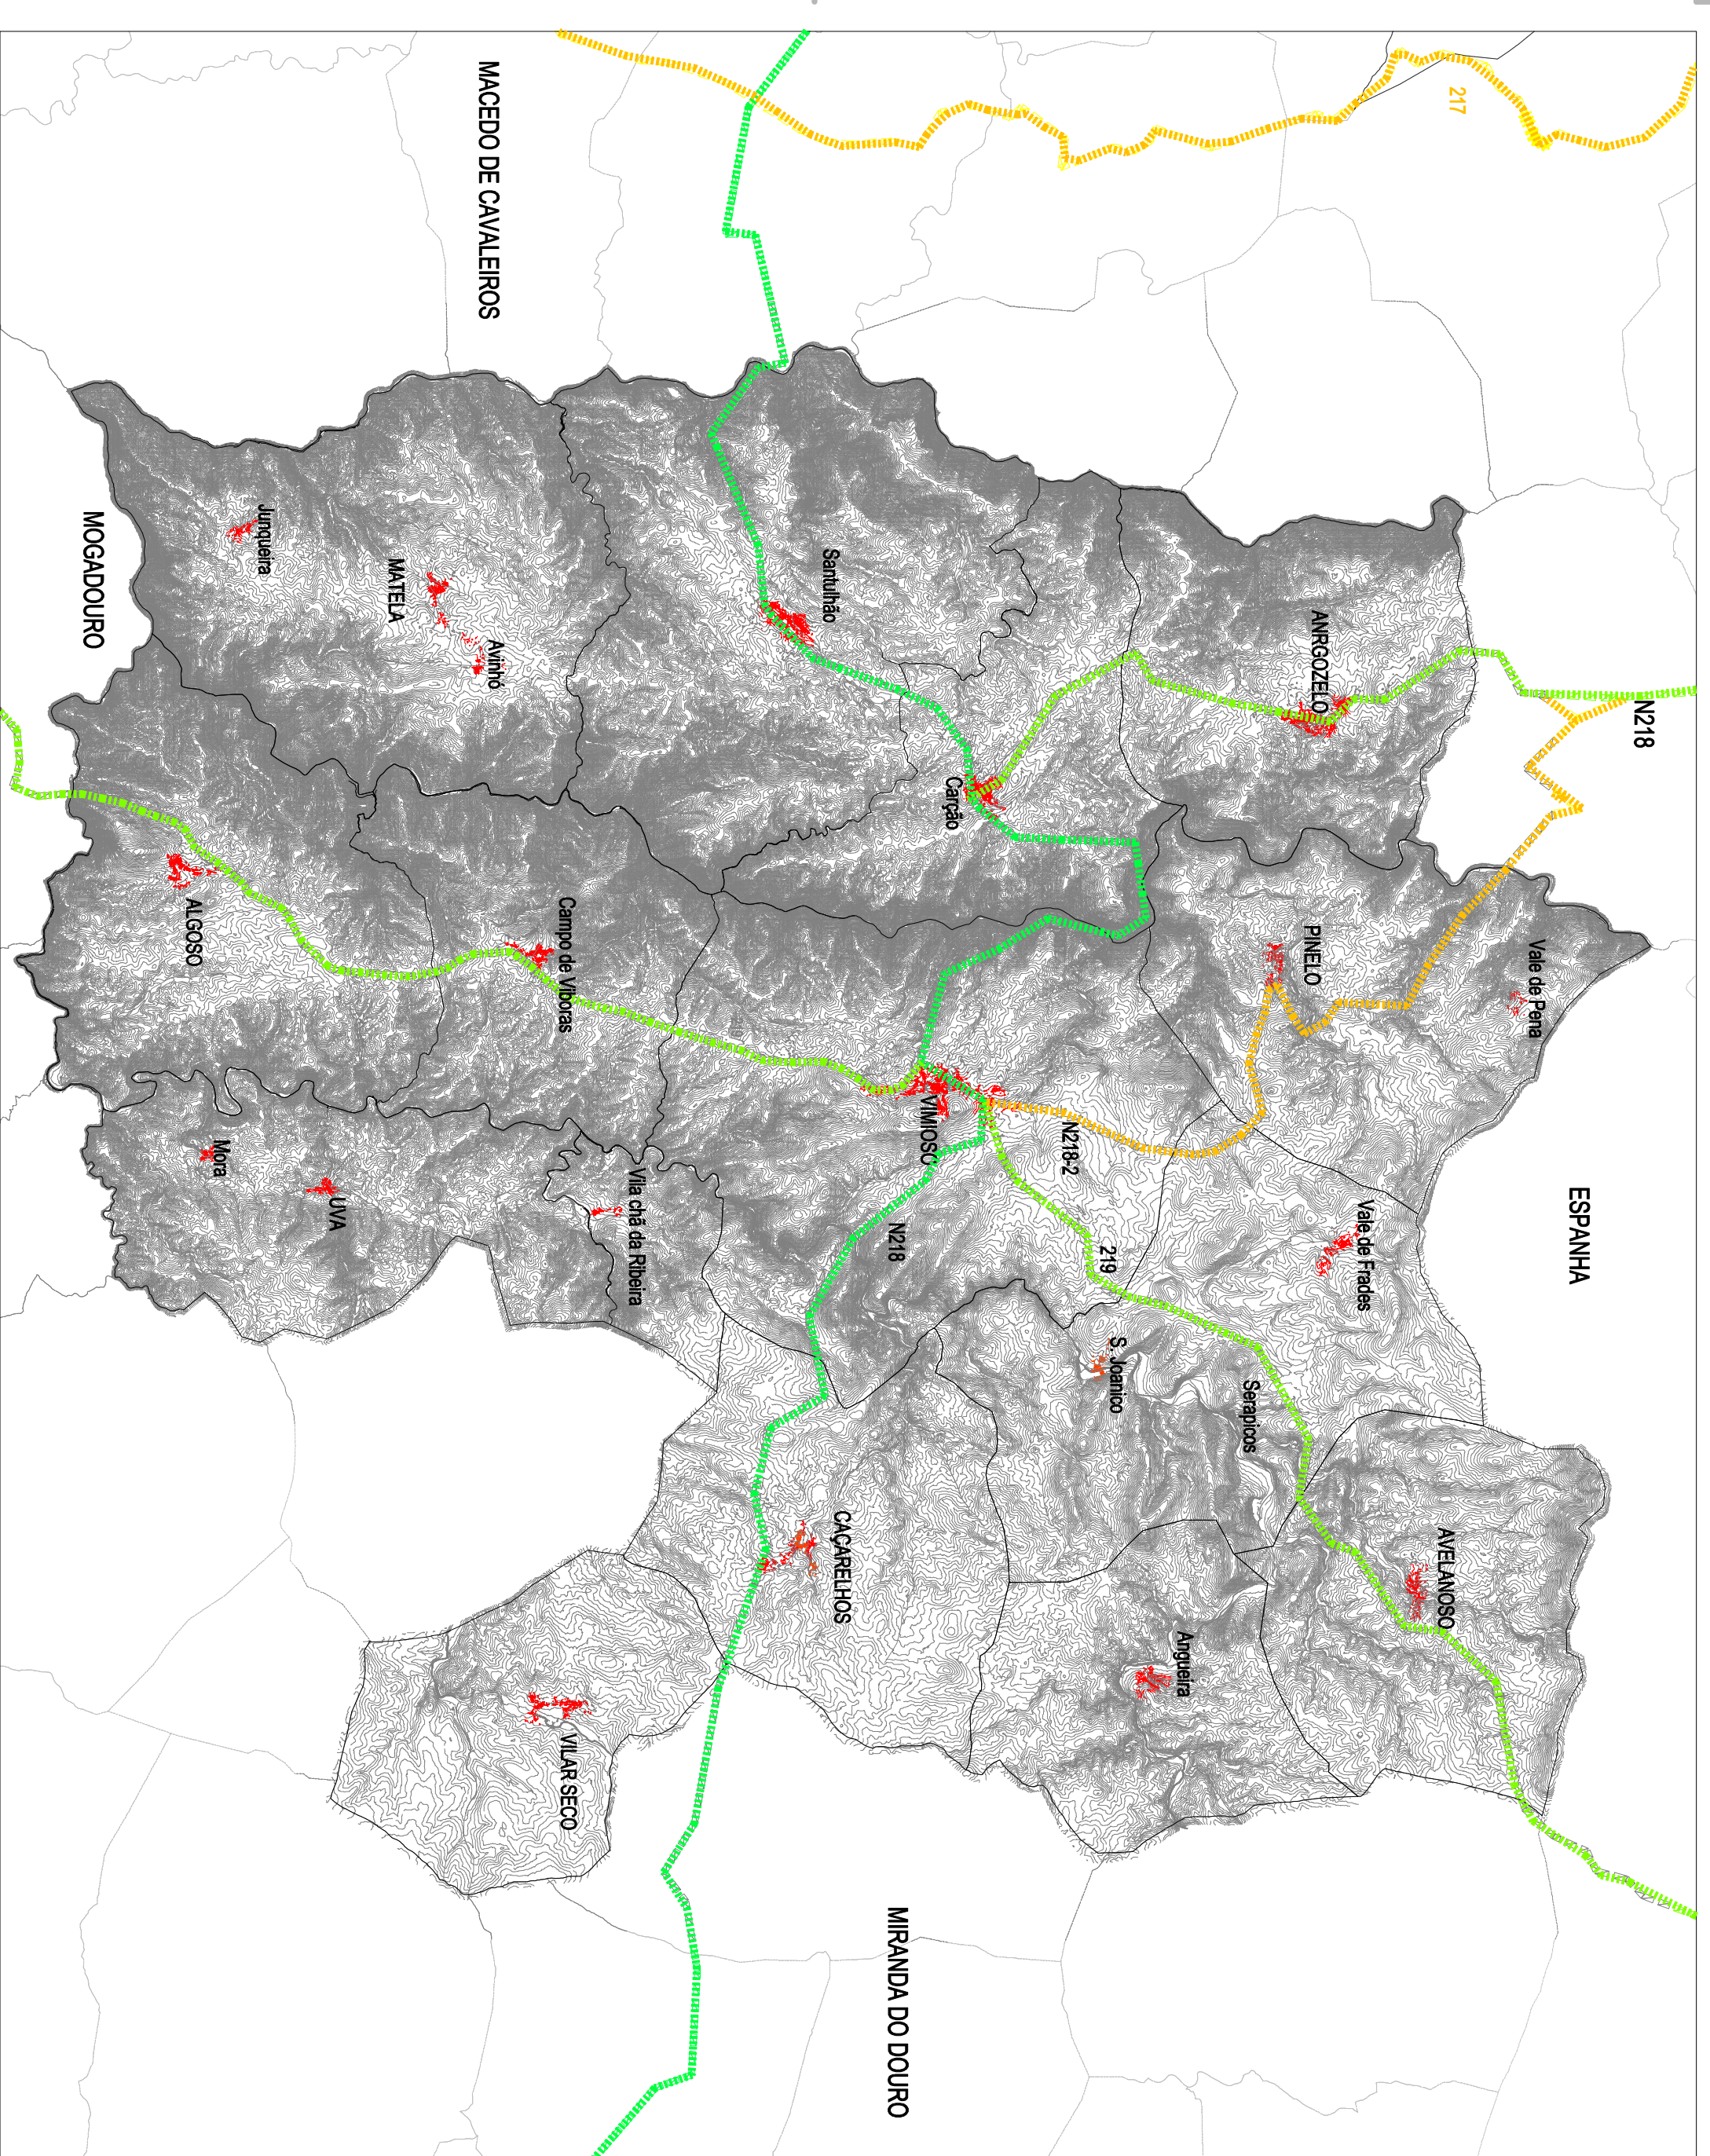 217
N218
ESPANHA
Vale de Pena
AVELANOSO
Vale de Frades
ANRGOZELO
PINELO
Serapicos
Angueira
S. Joanico
219
N218-2
Carção
VIMIOSO
N218
MIRANDA DO DOURO
Santulhão
CAÇARELHOS
Vila chã da Ribeira
Campo de Viboras
VILAR SECO
MACEDO DE CAVALEIROS
Avinhó
MATELA
UVA
Junqueira
Mora
ALGOSO
MOGADOURO